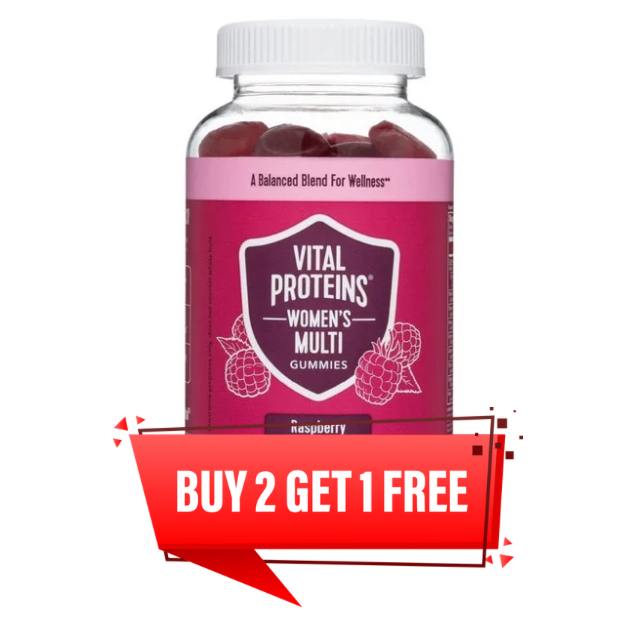 A Balanced Blend For Wellness**
VITAL
PROTEINS®
WOMEN'S
MULTI
GUMMIES
Raspberry
BUY 2 GET 1 FREE